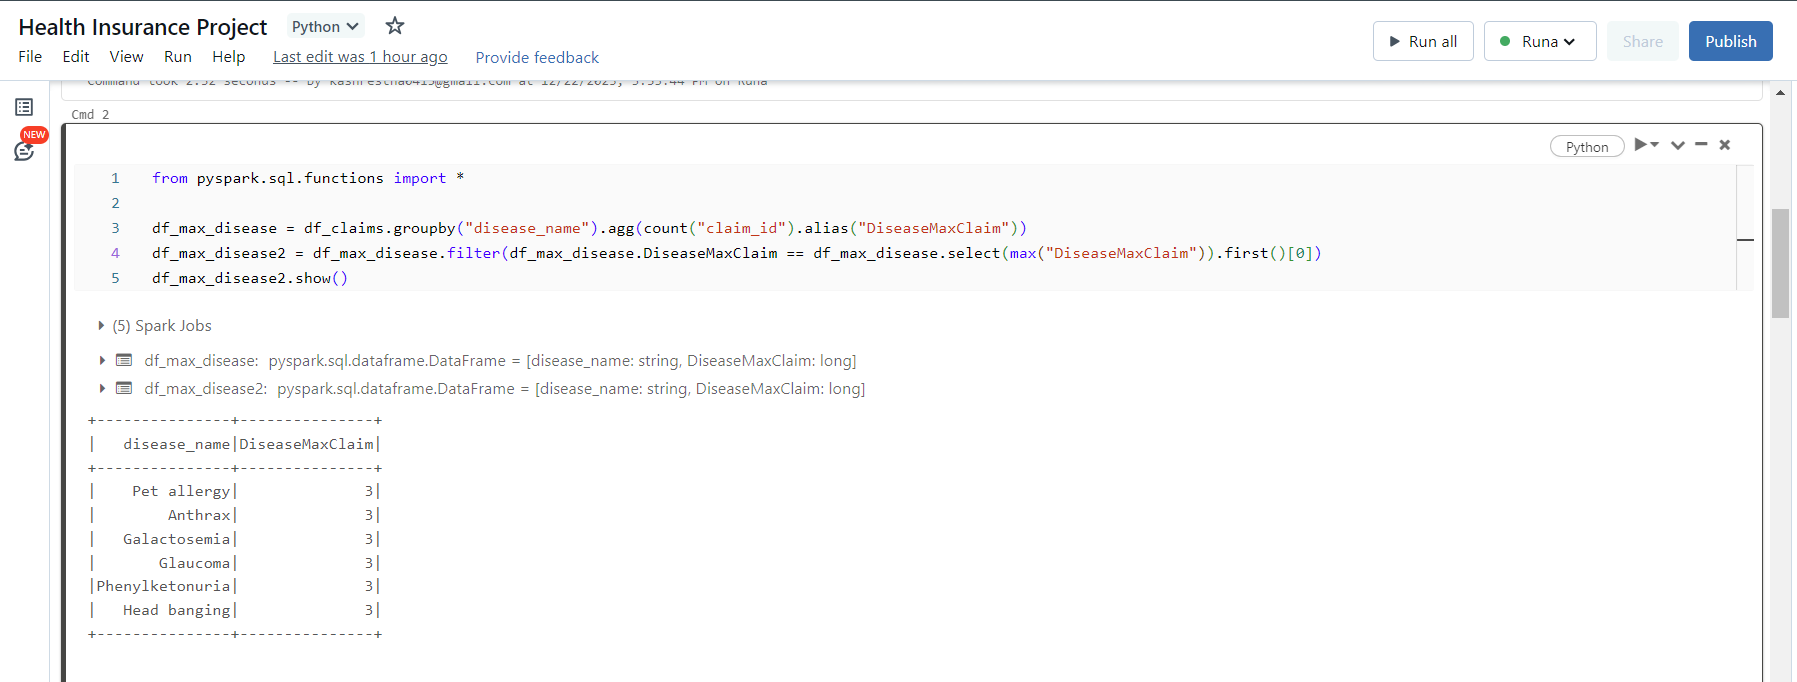 Health Insurance Project Python
Run all Runa Share Publish
File Edit View Run Help Last edit was 1 hour ago Provide feedback
Cmd 2
NEW
Python
1 from pyspark.sql.functions import *
2
3 df_max_disease = df_claims.groupby("disease_name").agg(count("claim_id").alias("DiseaseMaxClaim"))
4 df_max_disease2 = df_max_disease.filter(df_max_disease.DiseaseMaxClaim == df_max_disease.select(max("DiseaseMaxClaim")).first()[0])
5 df_max_disease2.show()
(5) Spark Jobs
df_max_disease: pyspark.sql.dataframe.DataFrame = [disease_name: string, DiseaseMaxClaim: long]
df_max_disease2: pyspark.sql.dataframe.DataFrame = [disease_name: string, DiseaseMaxClaim: long]
+---------------+---------------+
|   disease_name|DiseaseMaxClaim|
+---------------+---------------+
|    Pet allergy|              3|
|        Anthrax|              3|
|   Galactosemia|              3|
|       Glaucoma|              3|
|Phenylketonuria|              3|
|   Head banging|              3|
+---------------+---------------+